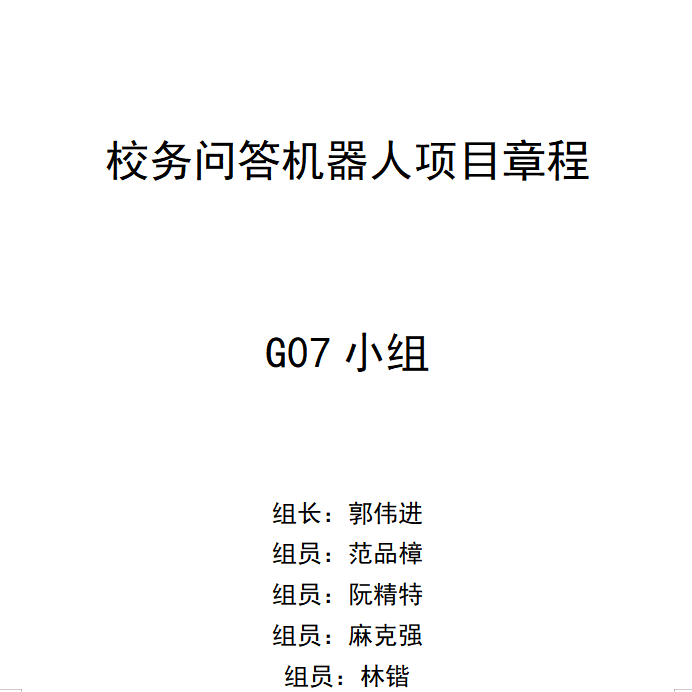 校务问答机器人项目章程
G07 小组
组长：郭伟进
组员：范品樟
组员：阮精特
组员：麻克强
组员：林锴